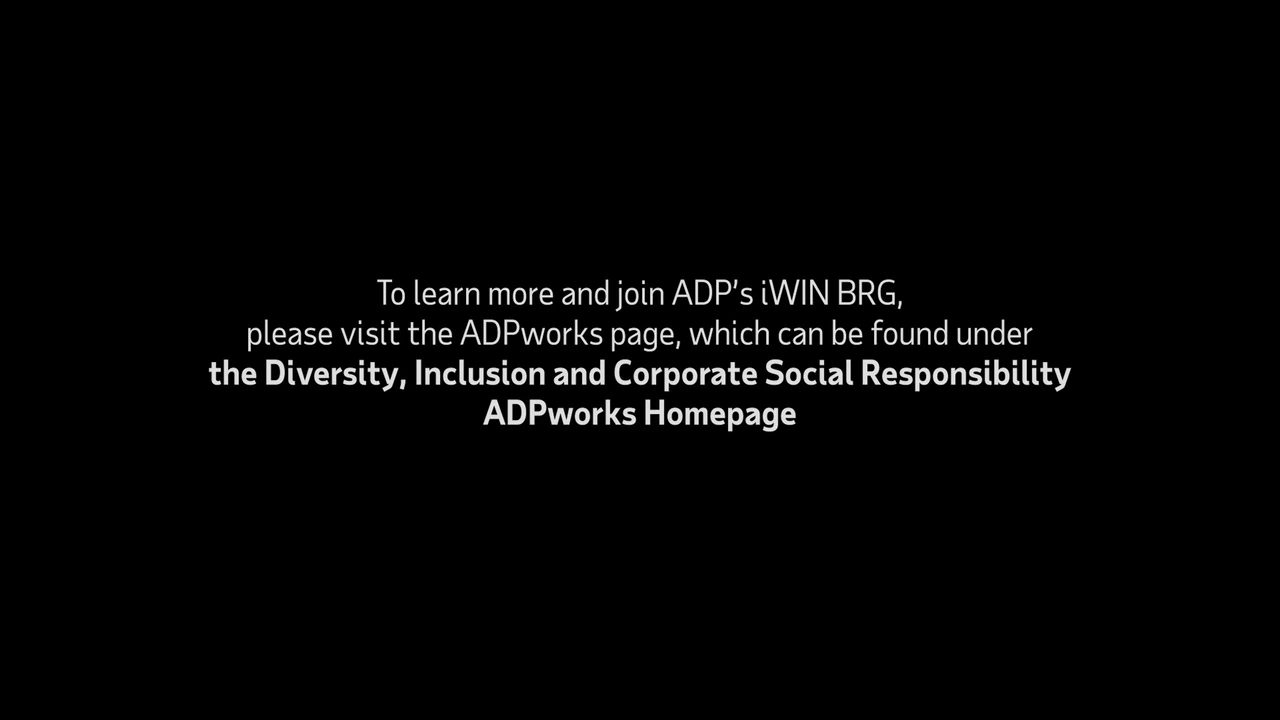 To learn more and join ADP’s iWIN BRG,
please visit the ADPworks page, which can be found under
the Diversity, Inclusion and Corporate Social Responsibility
ADPworks Homepage